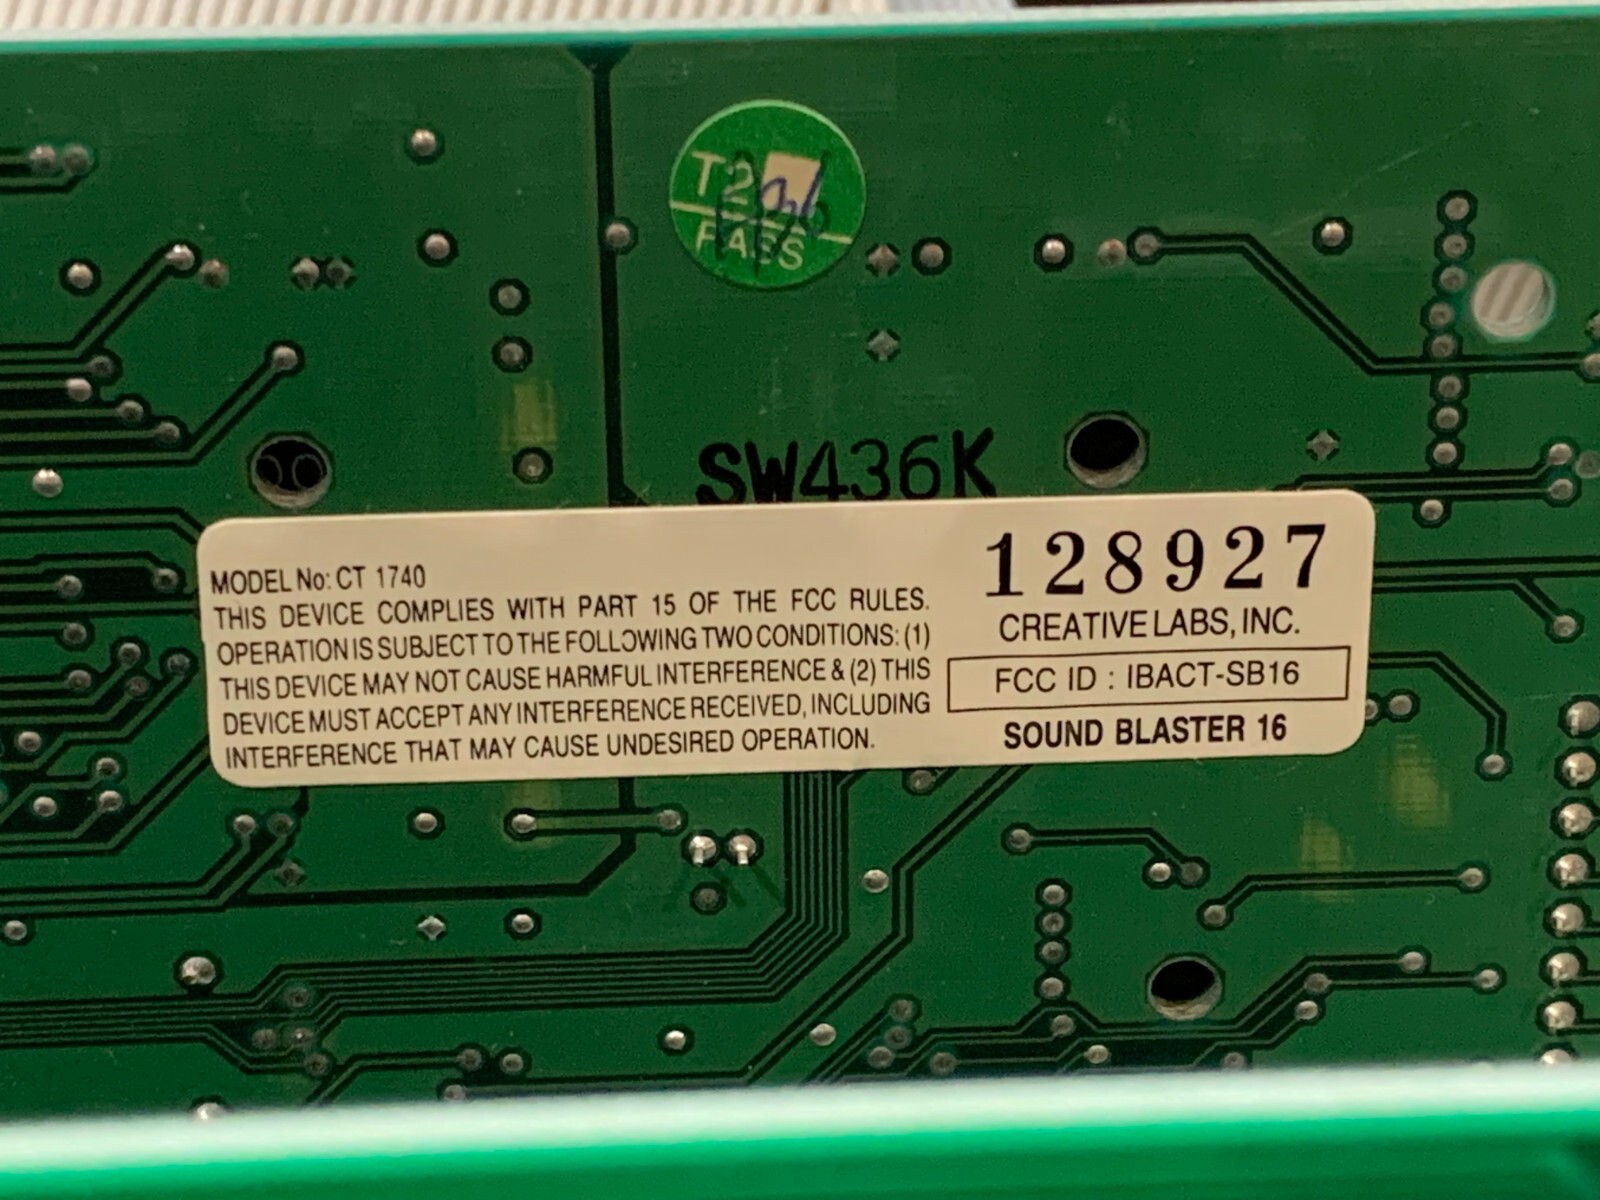 T2
PASS
SW436K
MODEL No: CT 1740
THIS DEVICE COMPLIES WITH PART 15 OF THE FCC RULES.
OPERATION IS SUBJECT TO THE FOLLOWING TWO CONDITIONS: (1)
THIS DEVICE MAY NOT CAUSE HARMFUL INTERFERENCE & (2) THIS
DEVICE MUST ACCEPT ANY INTERFERENCE RECEIVED, INCLUDING
INTERFERENCE THAT MAY CAUSE UNDESIRED OPERATION.
128927
CREATIVE LABS, INC.
FCC ID : IBACT-SB16
SOUND BLASTER 16